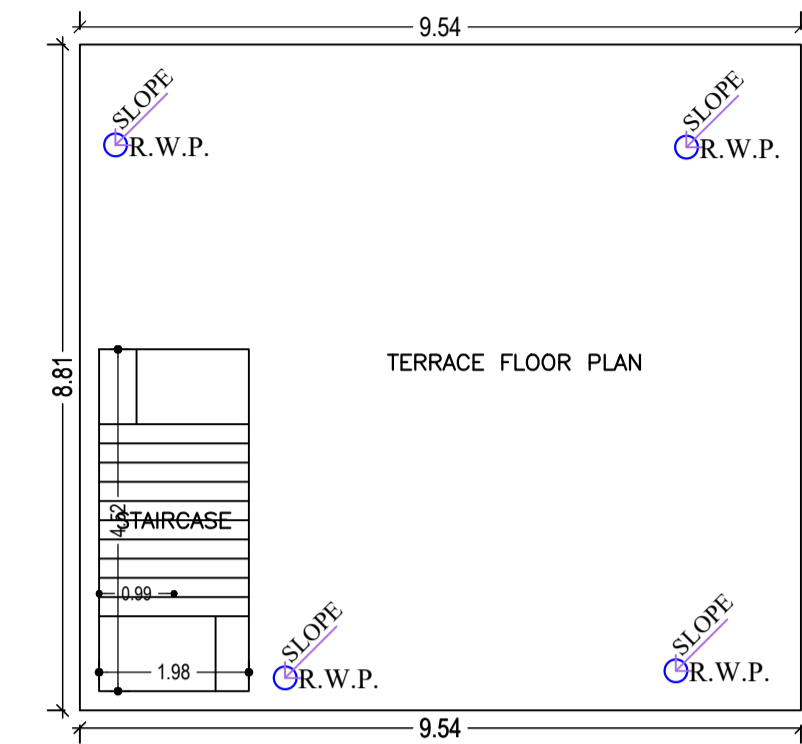 9.54
SLOPE
R.W.P.
SLOPE
R.W.P.
8.81
TERRACE FLOOR PLAN
4.52
STAIRCASE
0.99
1.98
SLOPE
R.W.P.
SLOPE
R.W.P.
9.54